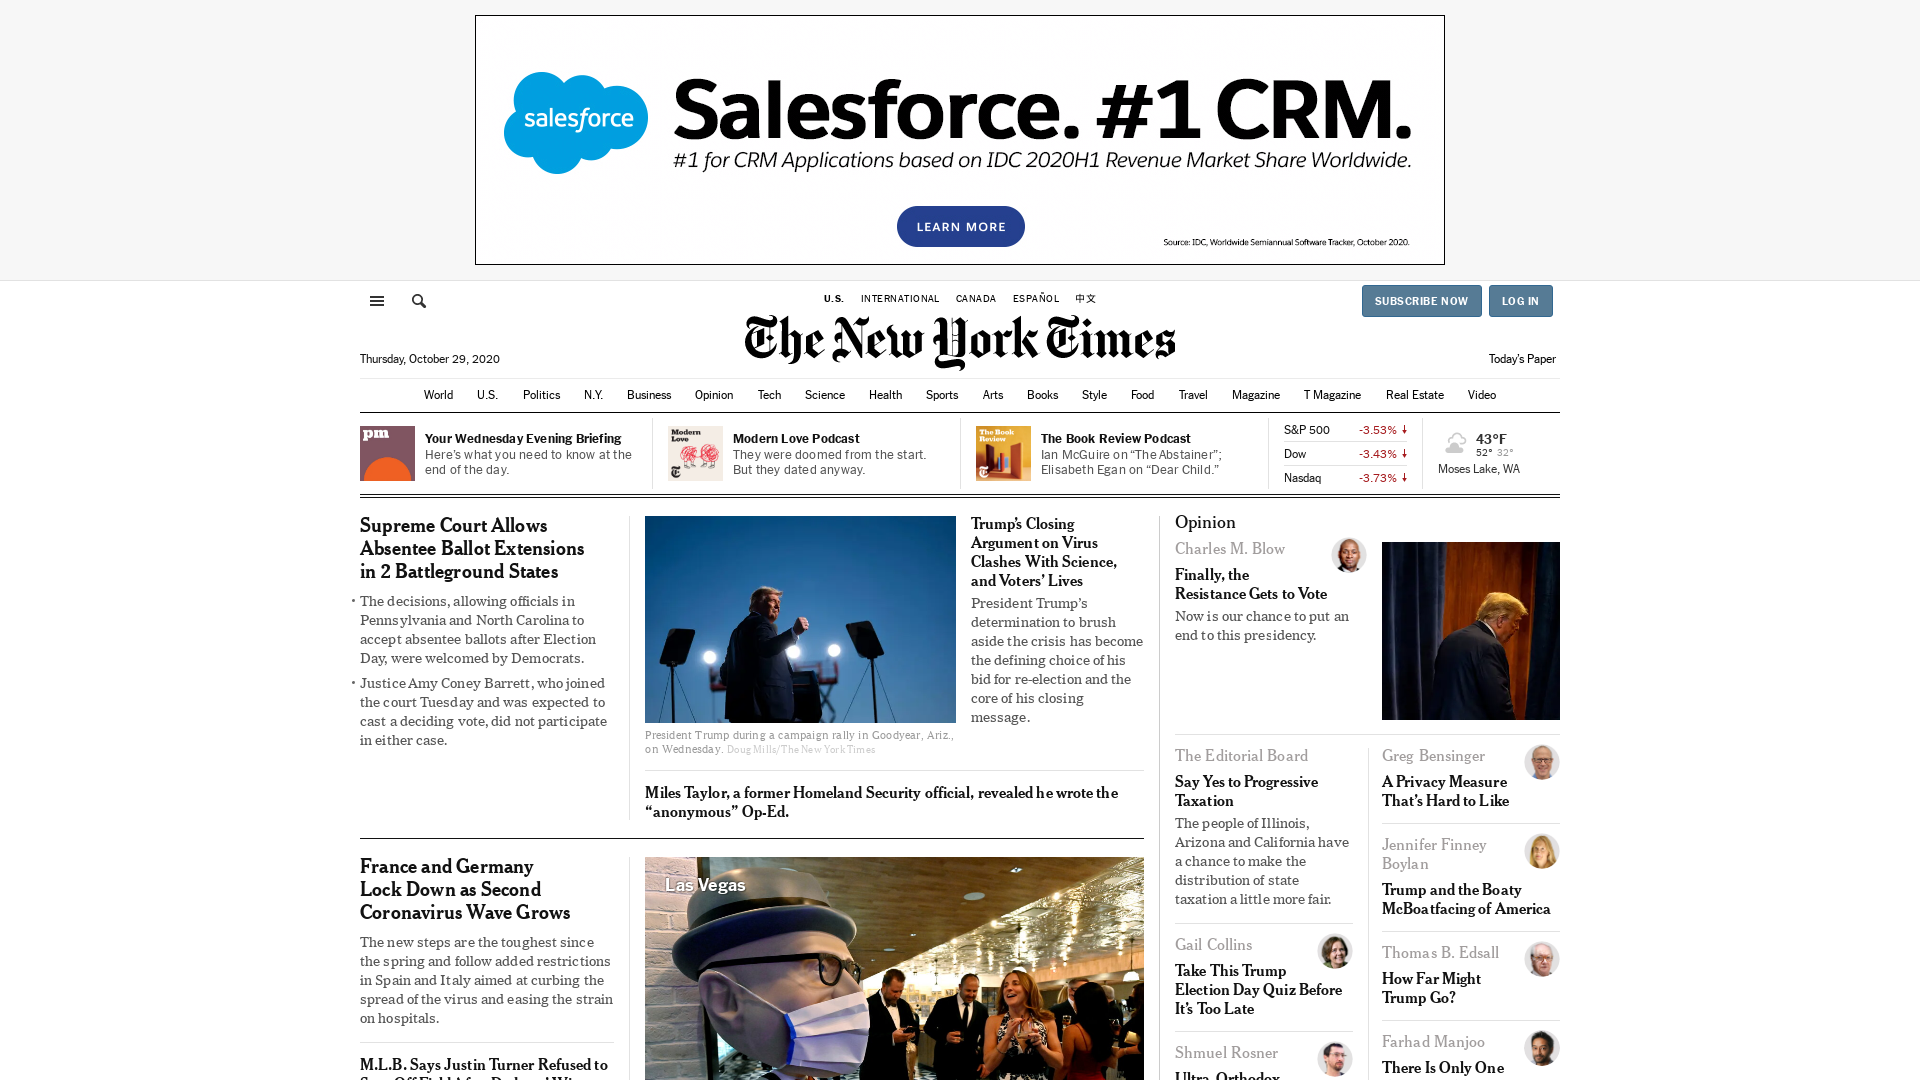 salesforce
Salesforce. #1 CRM.
#1 for CRM Applications based on IDC 2020H1 Revenue Market Share Worldwide.
LEARN MORE
Source: IDC, Worldwide Semiannual Software Tracker, October 2020.
U.S. INTERNATIONAL CANADA ESPAÑOL 中文
SUBSCRIBE NOW LOG IN
The New York Times
Thursday, October 29, 2020
Today's Paper
World U.S. Politics N.Y. Business Opinion Tech Science Health Sports Arts Books Style Food Travel Magazine T Magazine Real Estate Video
pm
Your Wednesday Evening Briefing
Here's what you need to know at the
end of the day.
Modern
Love
Modern Love Podcast
They were doomed from the start.
But they dated anyway.
The Book
Review
The Book Review Podcast
Ian McGuire on “The Abstainer”;
Elisabeth Egan on “Dear Child.”
S&P 500 -3.53%
Dow -3.43%
Nasdaq -3.73%
43°F
52° 32°
Moses Lake, WA
Supreme Court Allows
Absentee Ballot Extensions
in 2 Battleground States
• The decisions, allowing officials in
Pennsylvania and North Carolina to
accept absentee ballots after Election
Day, were welcomed by Democrats.
• Justice Amy Coney Barrett, who joined
the court Tuesday and was expected to
cast a deciding vote, did not participate
in either case.
President Trump during a campaign rally in Goodyear, Ariz.,
on Wednesday. Doug Mills/The New York Times
Trump's Closing
Argument on Virus
Clashes With Science,
and Voters' Lives
President Trump's
determination to brush
aside the crisis has become
the defining choice of his
bid for re-election and the
core of his closing
message.
Miles Taylor, a former Homeland Security official, revealed he wrote the
“anonymous” Op-Ed.
France and Germany
Lock Down as Second
Coronavirus Wave Grows
The new steps are the toughest since
the spring and follow added restrictions
in Spain and Italy aimed at curbing the
spread of the virus and easing the strain
on hospitals.
M.L.B. Says Justin Turner Refused to
Las Vegas
Opinion
Charles M. Blow
Finally, the
Resistance Gets to Vote
Now is our chance to put an
end to this presidency.
The Editorial Board
Say Yes to Progressive
Taxation
The people of Illinois,
Arizona and California have
a chance to make the
distribution of state
taxation a little more fair.
Gail Collins
Take This Trump
Election Day Quiz Before
It's Too Late
Shmuel Rosner
Ultra-Orthodox
Greg Bensinger
A Privacy Measure
That's Hard to Like
Jennifer Finney
Boylan
Trump and the Boaty
McBoatfacing of America
Thomas B. Edsall
How Far Might
Trump Go?
Farhad Manjoo
There Is Only One